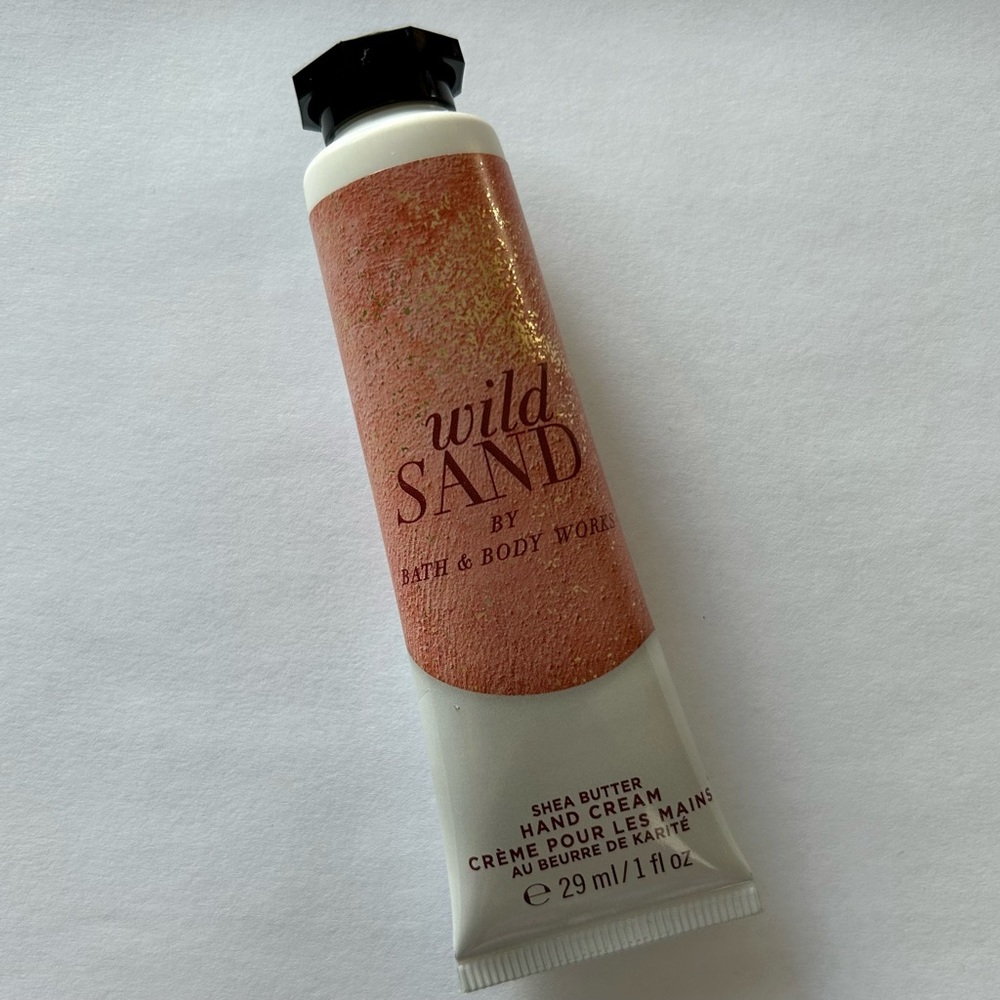 wild
SAND
BY
BATH & BODY WORKS
SHEA BUTTER
HAND CREAM
CRÈME POUR LES MAINS
AU BEURRE DE KARITÉ
℮ 29 ml/1 fl oz